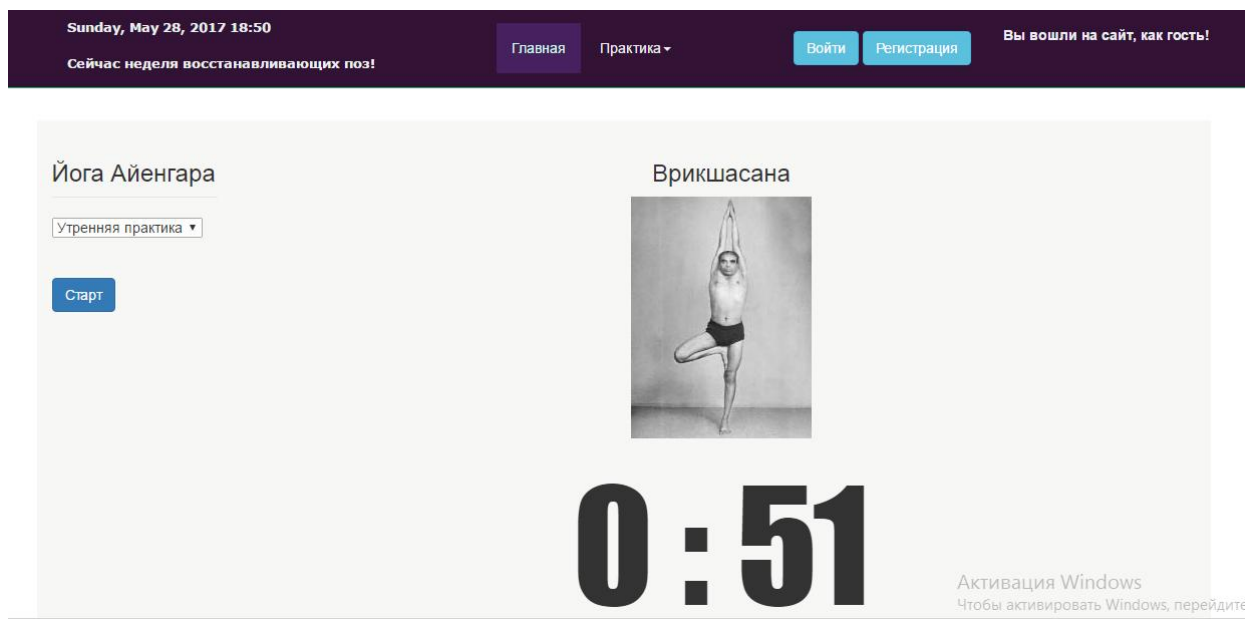 Sunday, May 28, 2017 18:50
Сейчас неделя восстанавливающих поз!
Главная
Практика
Войти
Регистрация
Вы вошли на сайт, как гость!
Йога Айенгара
Утренняя практика
Старт
Врикшасана
0 : 51
Активация Windows
Чтобы активировать Windows, перейдите